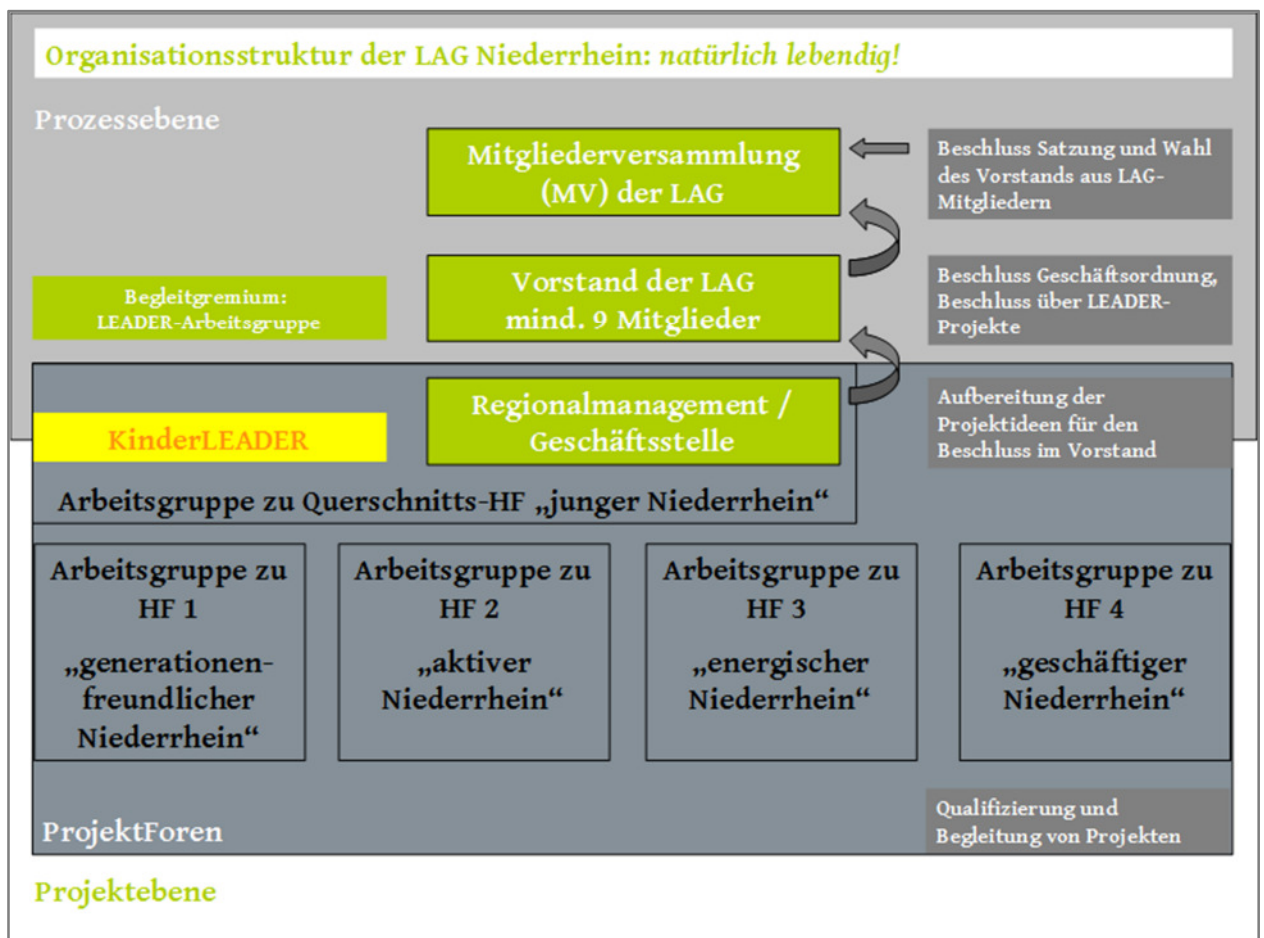 Organisationsstruktur der LAG Niederrhein: natürlich lebendig!
Prozessebene
Mitgliederversammlung
(MV) der LAG
Beschluss Satzung und Wahl
des Vorstands aus LAG-
Mitgliedern
Begleitgremium:
LEADER-Arbeitsgruppe
Vorstand der LAG
mind. 9 Mitglieder
Beschluss Geschäftsordnung,
Beschluss über LEADER-
Projekte
KinderLEADER
Regionalmanagement /
Geschäftsstelle
Aufbereitung der
Projektideen für den
Beschluss im Vorstand
Arbeitsgruppe zu Querschnitts-HF „junger Niederrhein“
Arbeitsgruppe zu
HF 1
„generationen-
freundlicher
Niederrhein“
Arbeitsgruppe zu
HF 2
„aktiver
Niederrhein“
Arbeitsgruppe zu
HF 3
„energischer
Niederrhein“
Arbeitsgruppe zu
HF 4
„geschäftiger
Niederrhein“
ProjektForen
Qualifizierung und
Begleitung von Projekten
Projektebene